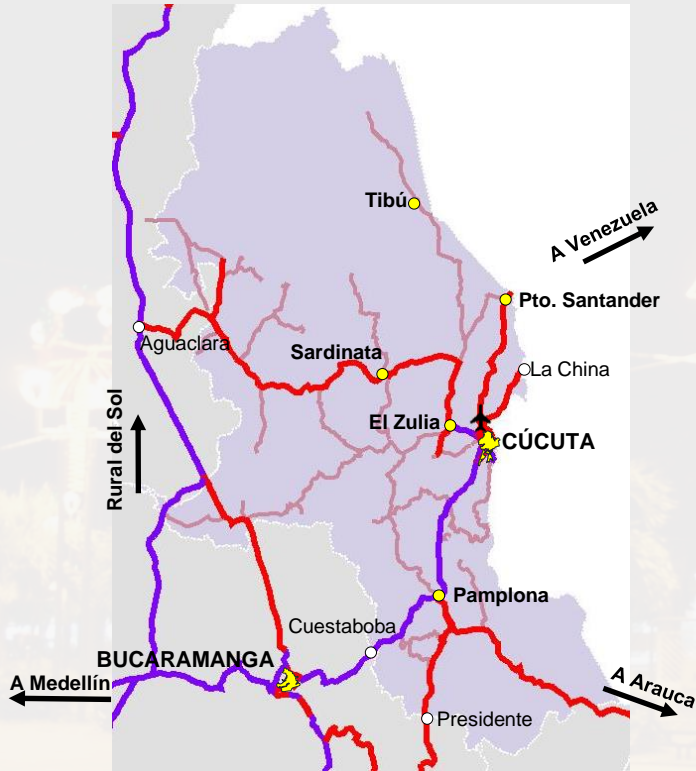 Tibú
A Venezuela
Pto. Santander
Aguaclara
Sardinata
La China
El Zulia
CÚCUTA
Rural del Sol
Pamplona
Cuestaboba
BUCARAMANGA
A Medellín
A Arauca
Presidente